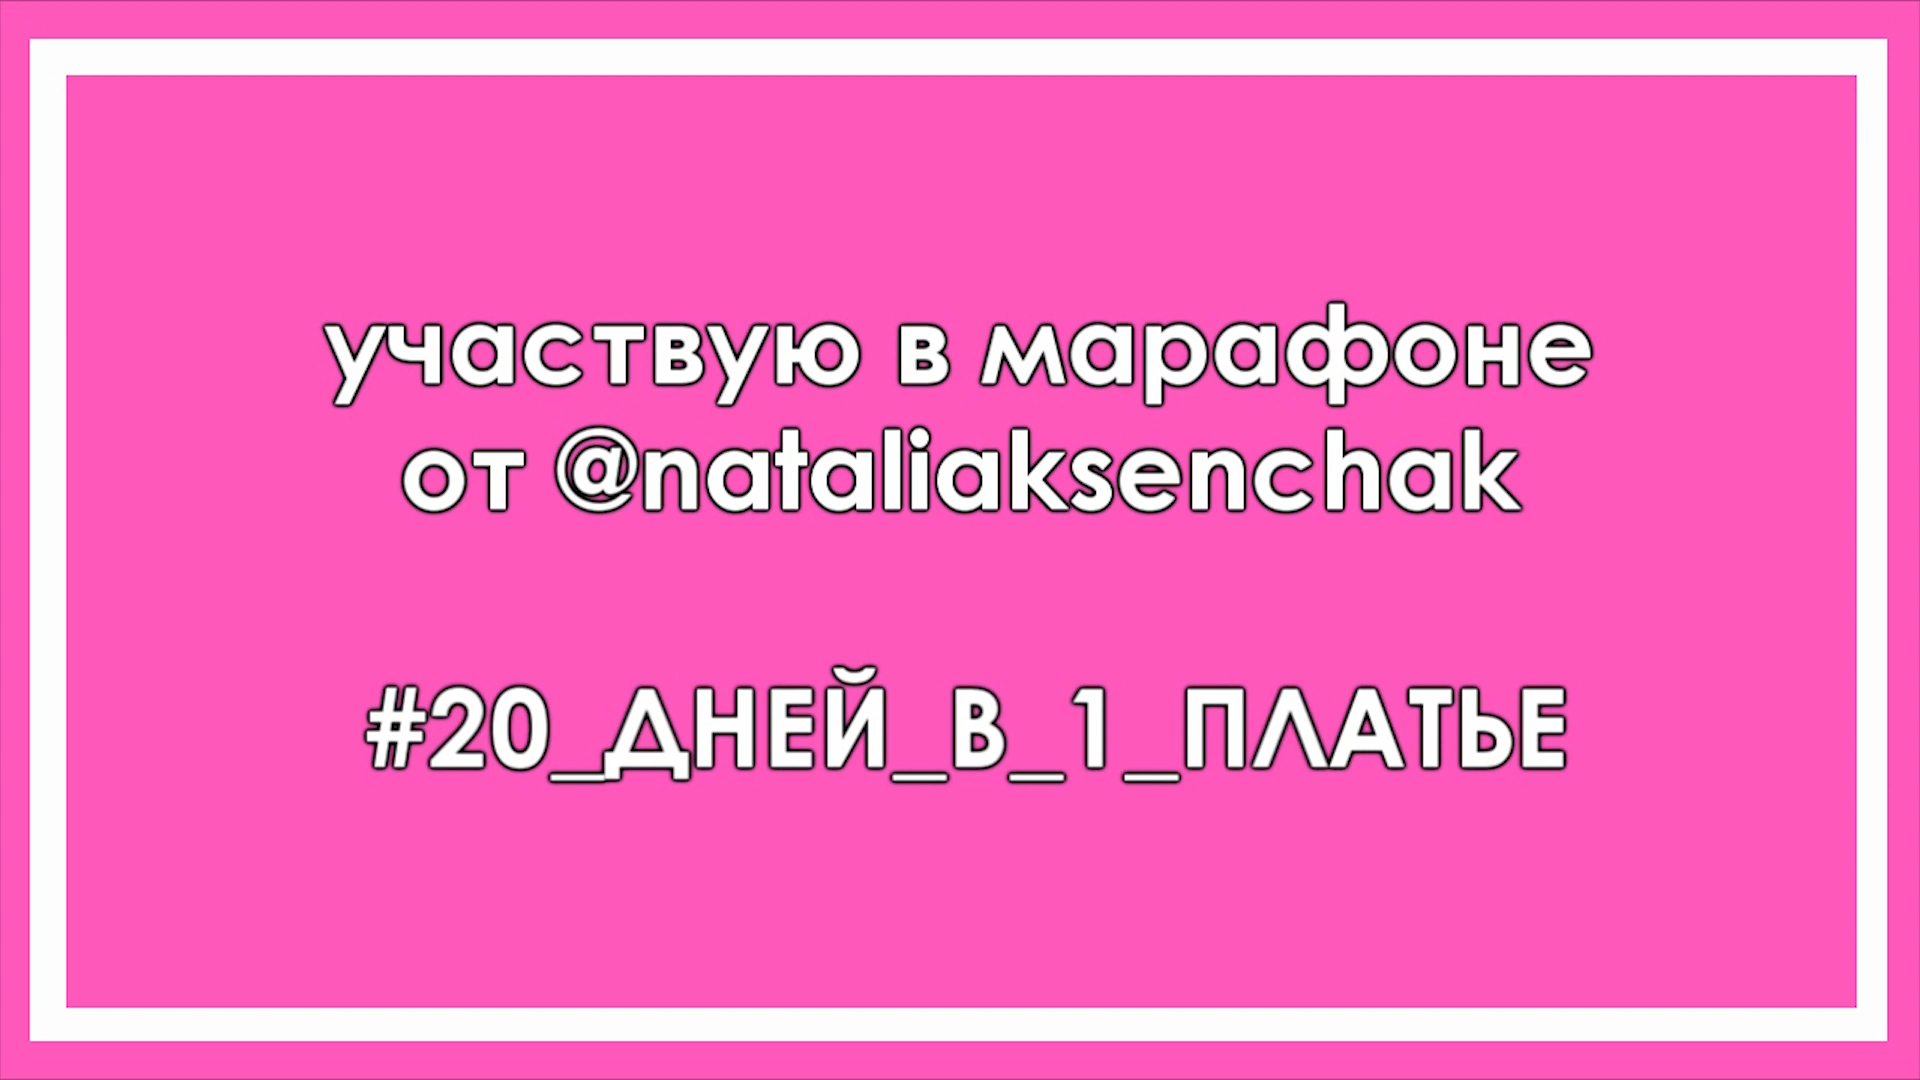 участвую в марафоне
от @nataliaksenchak
#20_ДНЕЙ_В_1_ПЛАТЬЕ